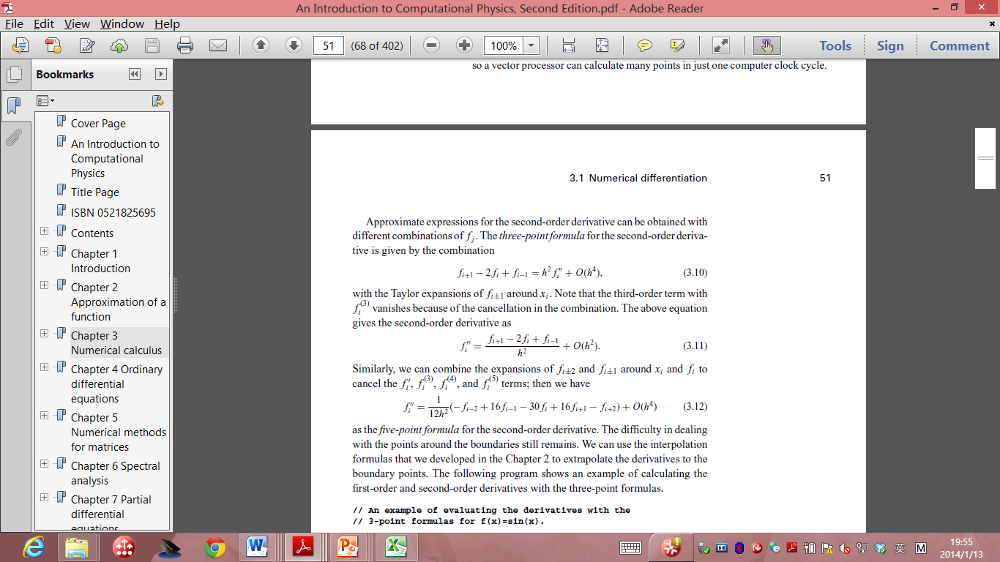 An Introduction to Computational Physics, Second Edition.pdf - Adobe Reader
File Edit View Window Help
51 (68 of 402) 100% Tools Sign Comment
Bookmarks
Cover Page
An Introduction to
Computational
Physics
Title Page
ISBN 0521825695
Contents
Chapter 1
Introduction
Chapter 2
Approximation of a
function
Chapter 3
Numerical calculus
Chapter 4 Ordinary
differential
equations
Chapter 5
Numerical methods
for matrices
Chapter 6 Spectral
analysis
Chapter 7 Partial
differential
equations
so a vector processor can calculate many points in just one computer clock cycle.
3.1 Numerical differentiation 51
Approximate expressions for the second-order derivative can be obtained with
different combinations of f_j. The three-point formula for the second-order deriva-
tive is given by the combination
f_{i+1} − 2f_i + f_{i−1} = h² f_i″ + O(h⁴), (3.10)
with the Taylor expansions of f_{i±1} around x_i. Note that the third-order term with
f_i^{(3)} vanishes because of the cancellation in the combination. The above equation
gives the second-order derivative as
f_i″ = \frac{f_{i+1} − 2f_i + f_{i−1}}{h²} + O(h²). (3.11)
Similarly, we can combine the expansions of f_{i±2} and f_{i±1} around x_i and f_i to
cancel the f_i′, f_i^{(3)}, f_i^{(4)}, and f_i^{(5)} terms; then we have
f_i″ = \frac{1}{12h²}(−f_{i−2} + 16f_{i−1} − 30f_i + 16f_{i+1} − f_{i+2}) + O(h⁴) (3.12)
as the five-point formula for the second-order derivative. The difficulty in dealing
with the points around the boundaries still remains. We can use the interpolation
formulas that we developed in the Chapter 2 to extrapolate the derivatives to the
boundary points. The following program shows an example of calculating the
first-order and second-order derivatives with the three-point formulas.
// An example of evaluating the derivatives with the
// 3-point formulas for f(x)=sin(x).
英 M
19:55
2014/1/13